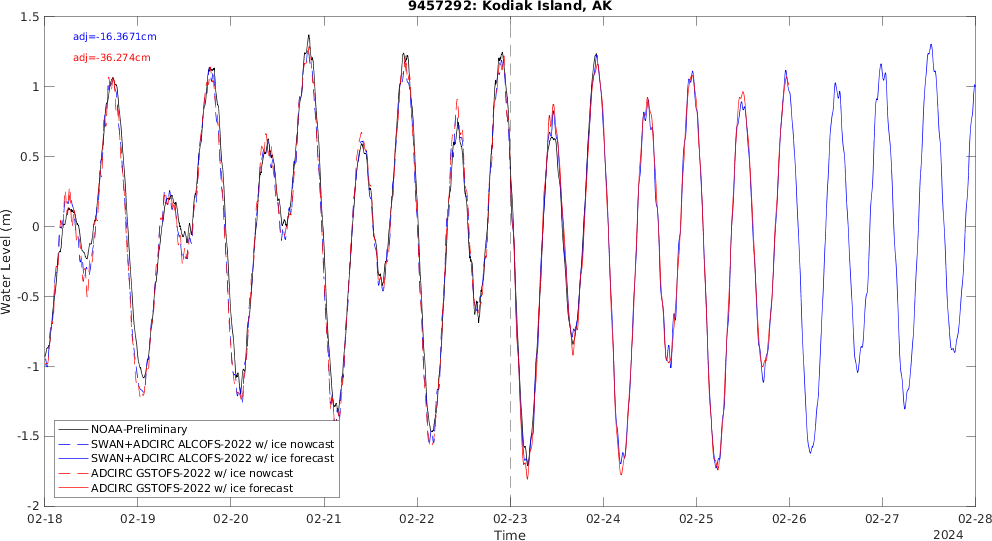 9457292: Kodiak Island, AK
adj=-16.3671cm
adj=-36.274cm
1.5
1
0.5
0
-0.5
-1
-1.5
-2
Water Level (m)
NOAA-Preliminary
SWAN+ADCIRC ALCOFS-2022 w/ ice nowcast
SWAN+ADCIRC ALCOFS-2022 w/ ice forecast
ADCIRC GSTOFS-2022 w/ ice nowcast
ADCIRC GSTOFS-2022 w/ ice forecast
02-18 02-19 02-20 02-21 02-22 02-23 02-24 02-25 02-26 02-27 02-28
Time
2024